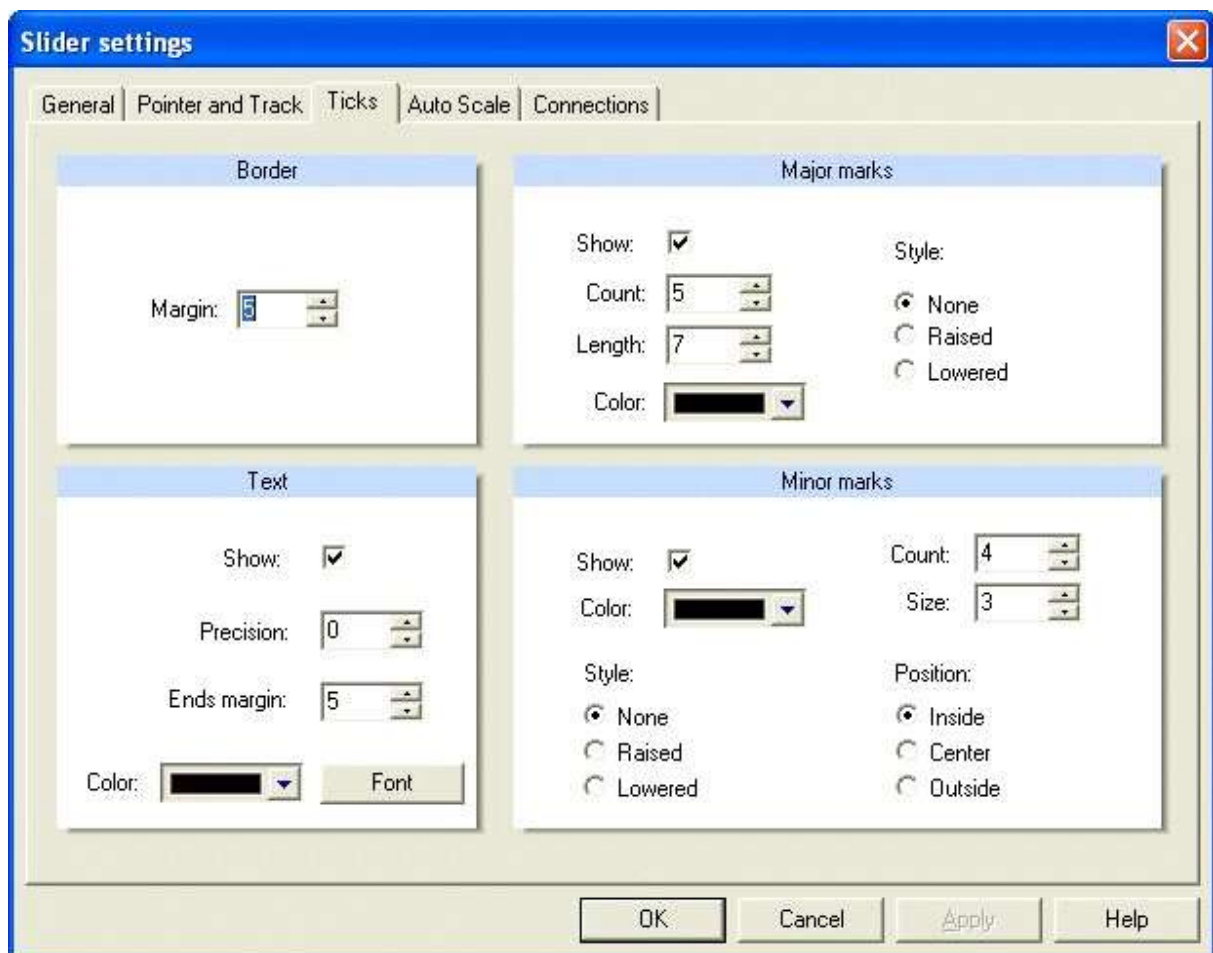 Slider settings
General Pointer and Track Ticks Auto Scale Connections
Border
Margin: 5
Major marks
Show:
Count: 5
Length: 7
Color:
Style:
None
Raised
Lowered
Text
Show:
Precision: 0
Ends margin: 5
Color: Font
Minor marks
Show:
Color:
Count: 4
Size: 3
Style:
None
Raised
Lowered
Position:
Inside
Center
Outside
OK Cancel Apply Help